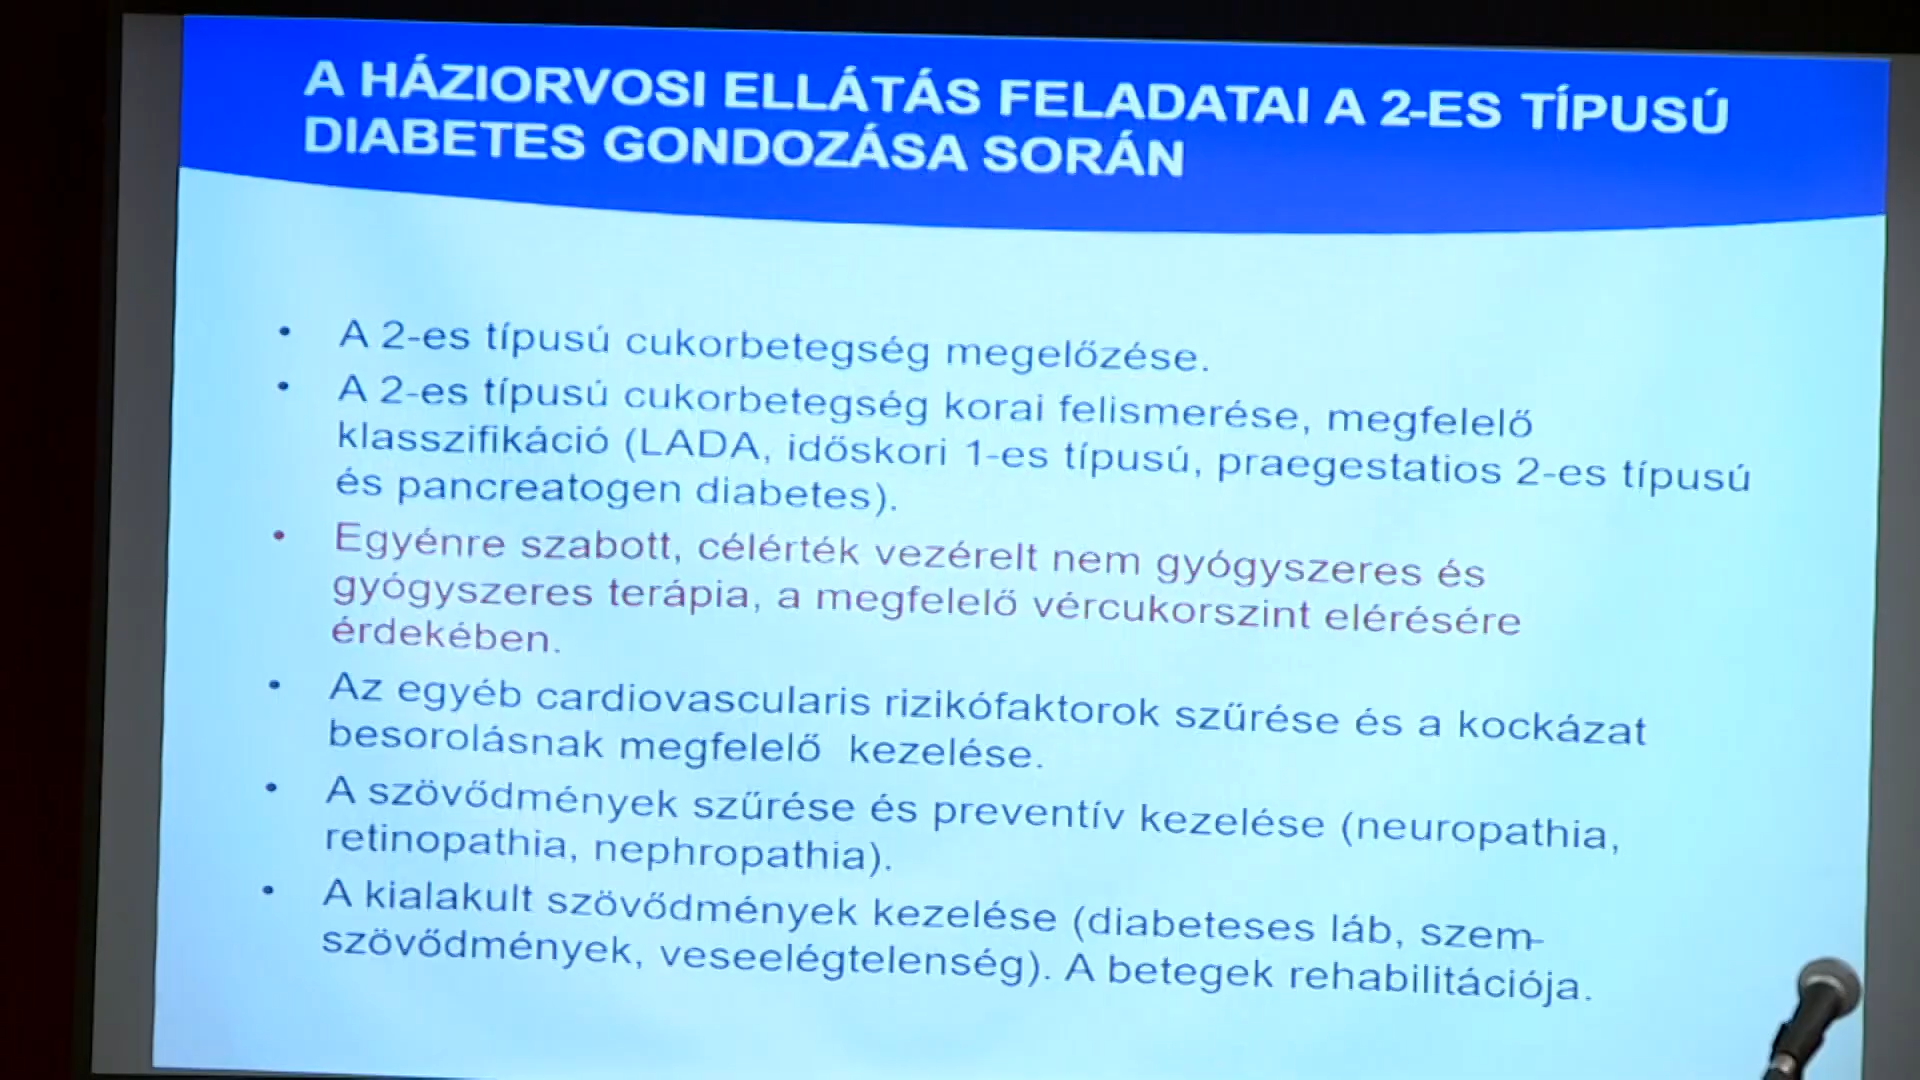 A HÁZIORVOSI ELLÁTÁS FELADATAI A 2-ES TÍPUSÚ
DIABETES GONDOZÁSA SORÁN
• A 2-es típusú cukorbetegség megelőzése.
• A 2-es típusú cukorbetegség korai felismerése, megfelelő
klasszifikáció (LADA, időskori 1-es típusú, praegestatios 2-es típusú
és pancreatogen diabetes).
• Egyénre szabott, célérték vezérelt nem gyógyszeres és
gyógyszeres terápia, a megfelelő vércukorszint elérésére
érdekében.
• Az egyéb cardiovascularis rizikófaktorok szűrése és a kockázat
besorolásnak megfelelő kezelése.
• A szövődmények szűrése és preventív kezelése (neuropathia,
retinopathia, nephropathia).
• A kialakult szövődmények kezelése (diabeteses láb, szem-
szövődmények, veseelégtelenség). A betegek rehabilitációja.